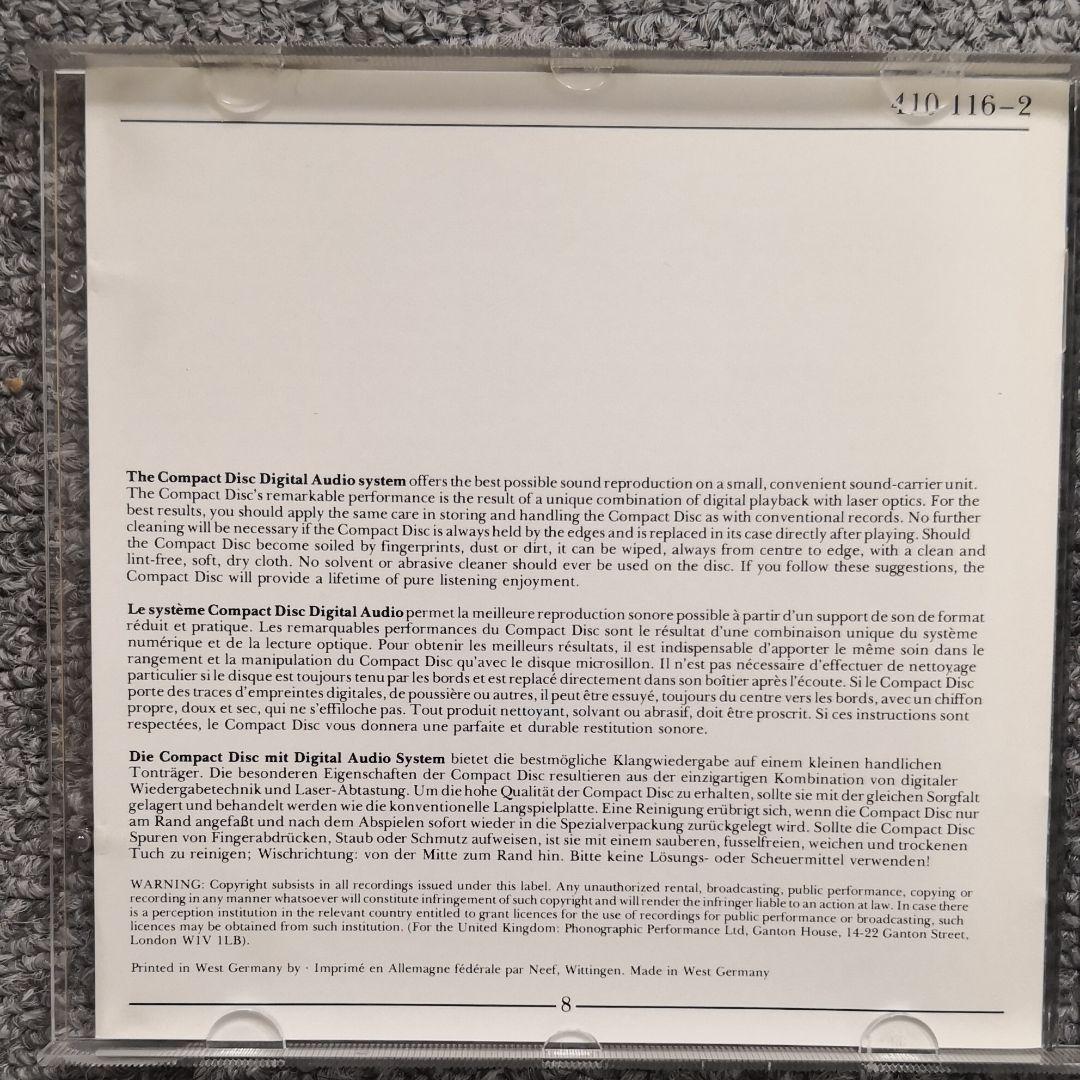 410 116-2
The Compact Disc Digital Audio system offers the best possible sound reproduction on a small, convenient sound-carrier unit.
The Compact Disc's remarkable performance is the result of a unique combination of digital playback with laser optics. For the
best results, you should apply the same care in storing and handling the Compact Disc as with conventional records. No further
cleaning will be necessary if the Compact Disc is always held by the edges and is replaced in its case directly after playing. Should
the Compact Disc become soiled by fingerprints, dust or dirt, it can be wiped, always from centre to edge, with a clean and
lint-free, soft, dry cloth. No solvent or abrasive cleaner should ever be used on the disc. If you follow these suggestions, the
Compact Disc will provide a lifetime of pure listening enjoyment.
Le système Compact Disc Digital Audio permet la meilleure reproduction sonore possible à partir d'un support de son de format
réduit et pratique. Les remarquables performances du Compact Disc sont le résultat d'une combinaison unique du système
numérique et de la lecture optique. Pour obtenir les meilleurs résultats, il est indispensable d'apporter le même soin dans le
rangement et la manipulation du Compact Disc qu'avec le disque microsillon. Il n'est pas nécessaire d'effectuer de nettoyage
particulier si le disque est toujours tenu par les bords et est replacé directement dans son boîtier après l'écoute. Si le Compact Disc
porte des traces d'empreintes digitales, de poussière ou autres, il peut être essuyé, toujours du centre vers les bords, avec un chiffon
propre, doux et sec, qui ne s'effiloche pas. Tout produit nettoyant, solvant ou abrasif, doit être proscrit. Si ces instructions sont
respectées, le Compact Disc vous donnera une parfaite et durable restitution sonore.
Die Compact Disc mit Digital Audio System bietet die bestmögliche Klangwiedergabe auf einem kleinen handlichen
Tonträger. Die besonderen Eigenschaften der Compact Disc resultieren aus der einzigartigen Kombination von digitaler
Wiedergabetechnik und Laser-Abtastung. Um die hohe Qualität der Compact Disc zu erhalten, sollte sie mit der gleichen Sorgfalt
gelagert und behandelt werden wie die konventionelle Langspielplatte. Eine Reinigung erübrigt sich, wenn die Compact Disc nur
am Rand angefaßt und nach dem Abspielen sofort wieder in die Spezialverpackung zurückgelegt wird. Sollte die Compact Disc
Spuren von Fingerabdrücken, Staub oder Schmutz aufweisen, ist sie mit einem sauberen, fusselfreien, weichen und trockenen
Tuch zu reinigen; Wischrichtung: von der Mitte zum Rand hin. Bitte keine Lösungs- oder Scheuermittel verwenden!
WARNING: Copyright subsists in all recordings issued under this label. Any unauthorized rental, broadcasting, public performance, copying or
recording in any manner whatsoever will constitute infringement of such copyright and will render the infringer liable to an action at law. In case there
is a perception institution in the relevant country entitled to grant licences for the use of recordings for public performance or broadcasting, such
licences may be obtained from such institution. (For the United Kingdom: Phonographic Performance Ltd, Ganton House, 14-22 Ganton Street,
London W1V 1LB).
Printed in West Germany by · Imprimé en Allemagne fédérale par Neef, Wittingen. Made in West Germany
8